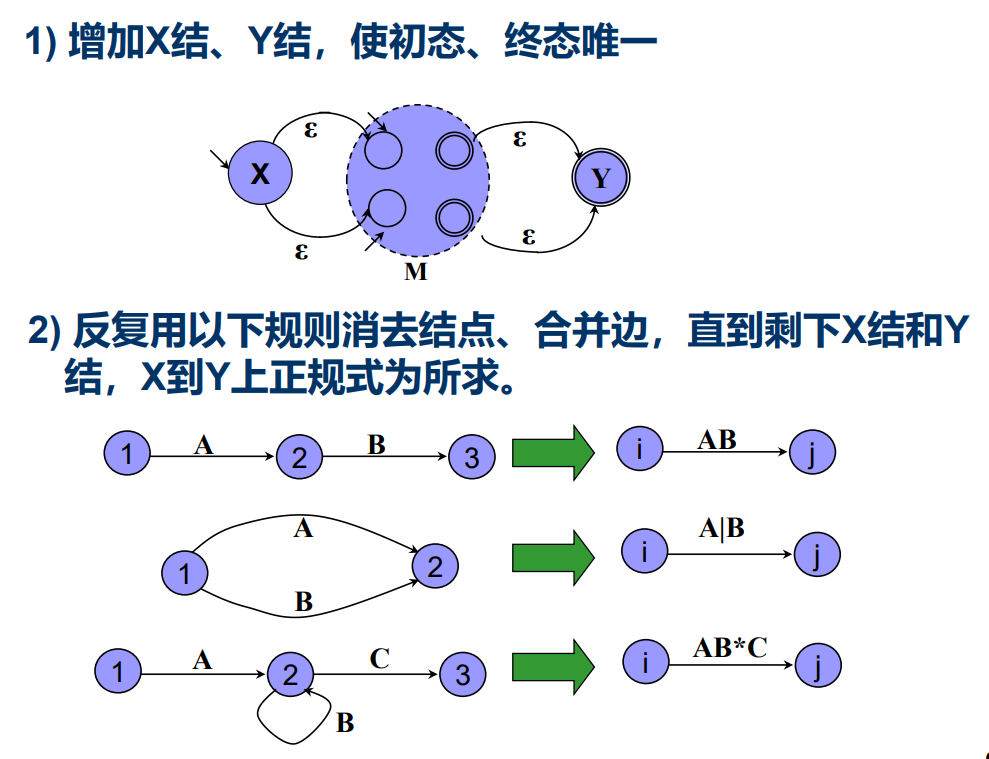 1) 增加X结、Y结，使初态、终态唯一
ε
ε
X
Y
ε
ε
M
2) 反复用以下规则消去结点、合并边，直到剩下X结和Y
结，X到Y上正规式为所求。
1 A 2 B 3 i AB j
A
1 2 i A|B j
B
1 A 2 C 3 i AB*C j
B